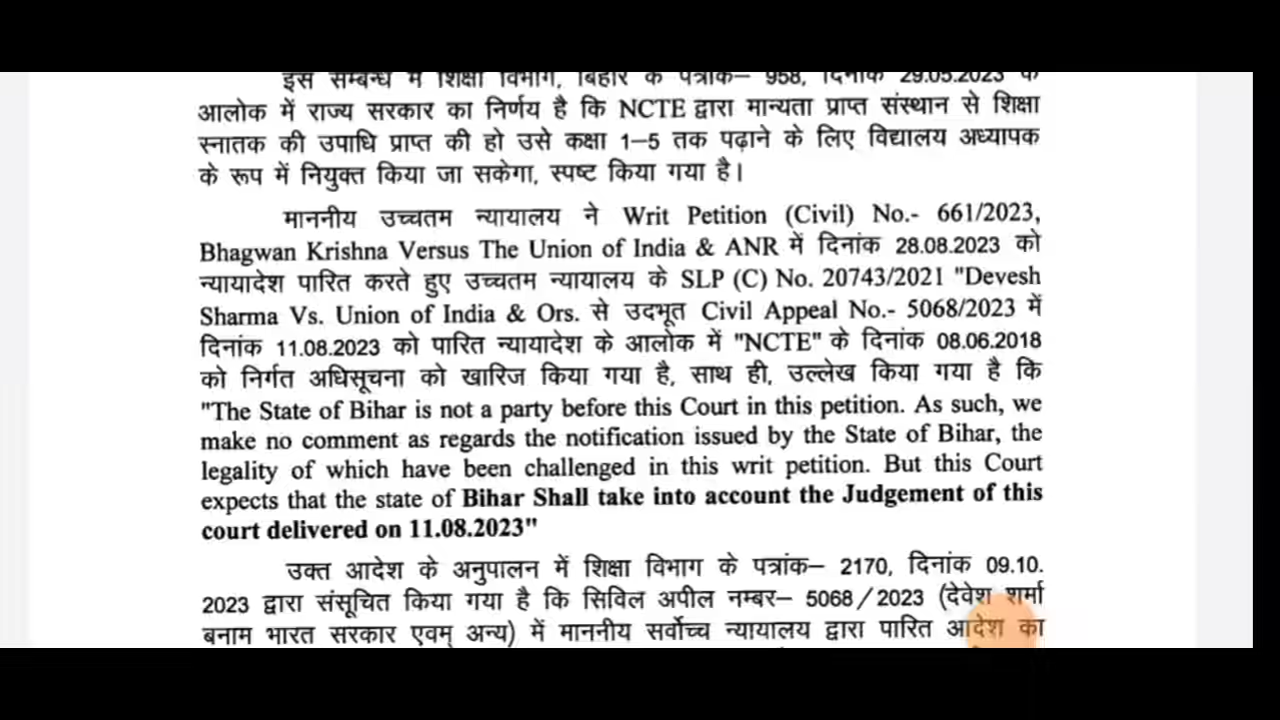 इस सम्बन्ध में शिक्षा विभाग, बिहार के पत्रांक– 958, दिनांक 29.05.2023 के
आलोक में राज्य सरकार का निर्णय है कि NCTE द्वारा मान्यता प्राप्त संस्थान से शिक्षा
स्नातक की उपाधि प्राप्त की हो उसे कक्षा 1–5 तक पढ़ाने के लिए विद्यालय अध्यापक
के रूप में नियुक्त किया जा सकेगा, स्पष्ट किया गया है।
माननीय उच्चतम न्यायालय ने Writ Petition (Civil) No.- 661/2023,
Bhagwan Krishna Versus The Union of India & ANR में दिनांक 28.08.2023 को
न्यायादेश पारित करते हुए उच्चतम न्यायालय के SLP (C) No. 20743/2021 "Devesh
Sharma Vs. Union of India & Ors. से उदभूत Civil Appeal No.- 5068/2023 में
दिनांक 11.08.2023 को पारित न्यायादेश के आलोक में "NCTE" के दिनांक 08.06.2018
को निर्गत अधिसूचना को खारिज किया गया है, साथ ही, उल्लेख किया गया है कि
"The State of Bihar is not a party before this Court in this petition. As such, we
make no comment as regards the notification issued by the State of Bihar, the
legality of which have been challenged in this writ petition. But this Court
expects that the state of Bihar Shall take into account the Judgement of this
court delivered on 11.08.2023"
उक्त आदेश के अनुपालन में शिक्षा विभाग के पत्रांक– 2170, दिनांक 09.10.
2023 द्वारा संसूचित किया गया है कि सिविल अपील नम्बर– 5068/2023 (देवेश शर्मा
बनाम भारत सरकार एवम् अन्य) में माननीय सर्वोच्च न्यायालय द्वारा पारित आदेश का